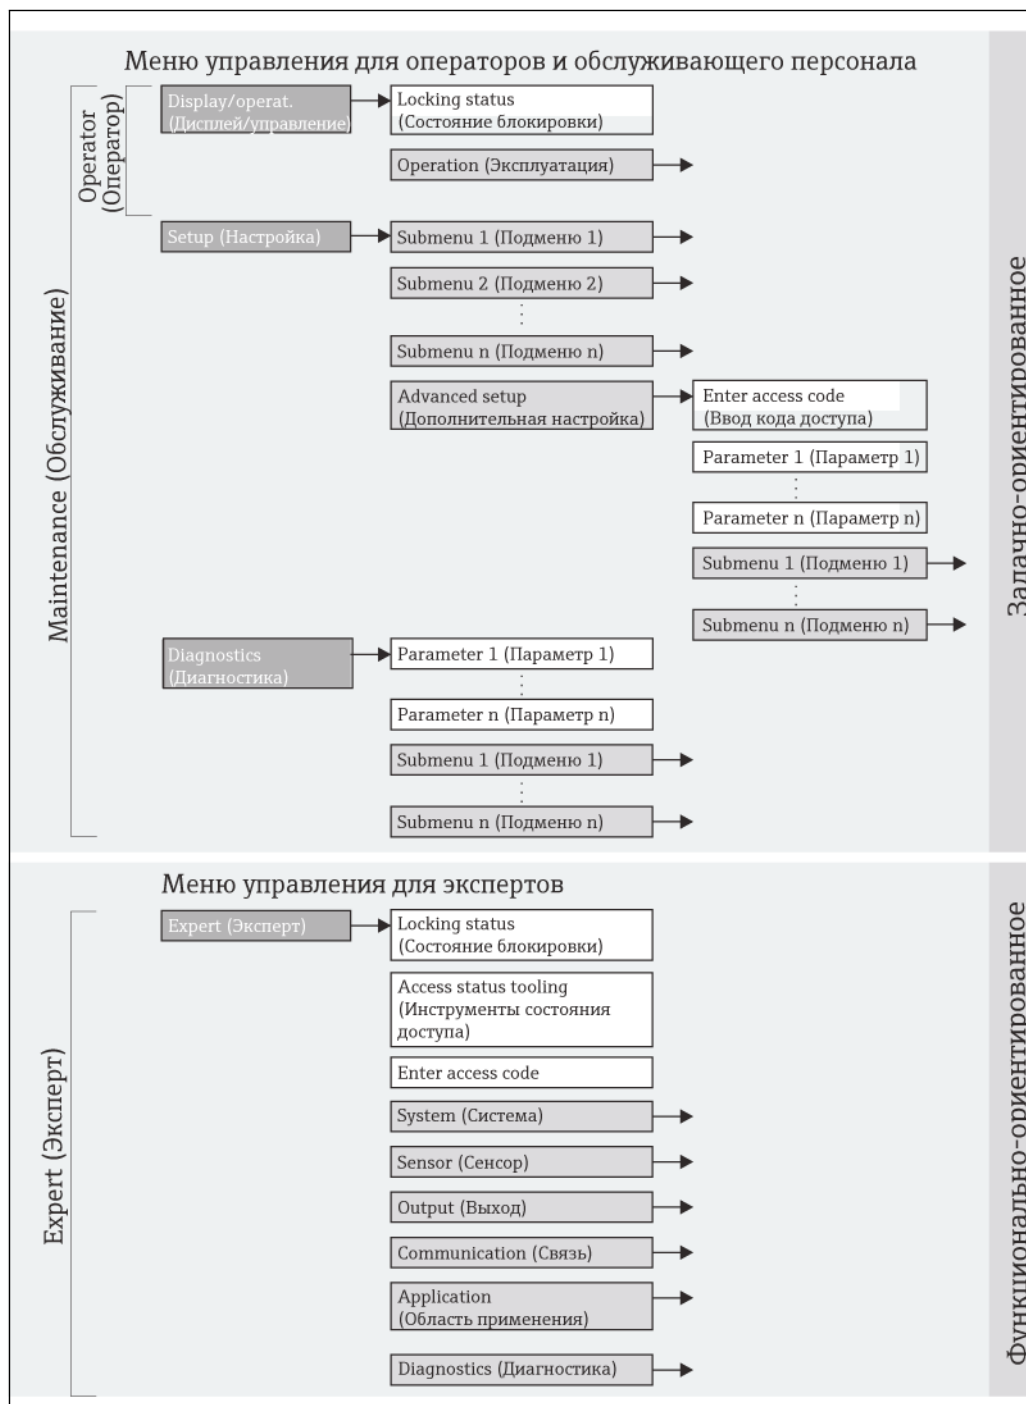 Меню управления для операторов и обслуживающего персонала
Operator
(Оператор)
Maintenance (Обслуживание)
Display/operat.
(Дисплей/управление)
Locking status
(Состояние блокировки)
Operation (Эксплуатация)
Setup (Настройка)
Submenu 1 (Подменю 1)
Submenu 2 (Подменю 2)
Submenu n (Подменю n)
Advanced setup
(Дополнительная настройка)
Enter access code
(Ввод кода доступа)
Parameter 1 (Параметр 1)
Parameter n (Параметр n)
Submenu 1 (Подменю 1)
Submenu n (Подменю n)
Diagnostics
(Диагностика)
Parameter 1 (Параметр 1)
Parameter n (Параметр n)
Submenu 1 (Подменю 1)
Submenu n (Подменю n)
Задачно-ориентированное
Меню управления для экспертов
Expert (Эксперт)
Expert (Эксперт)
Locking status
(Состояние блокировки)
Access status tooling
(Инструменты состояния
доступа)
Enter access code
System (Система)
Sensor (Сенсор)
Output (Выход)
Communication (Связь)
Application
(Область применения)
Diagnostics (Диагностика)
Функционально-ориентированное